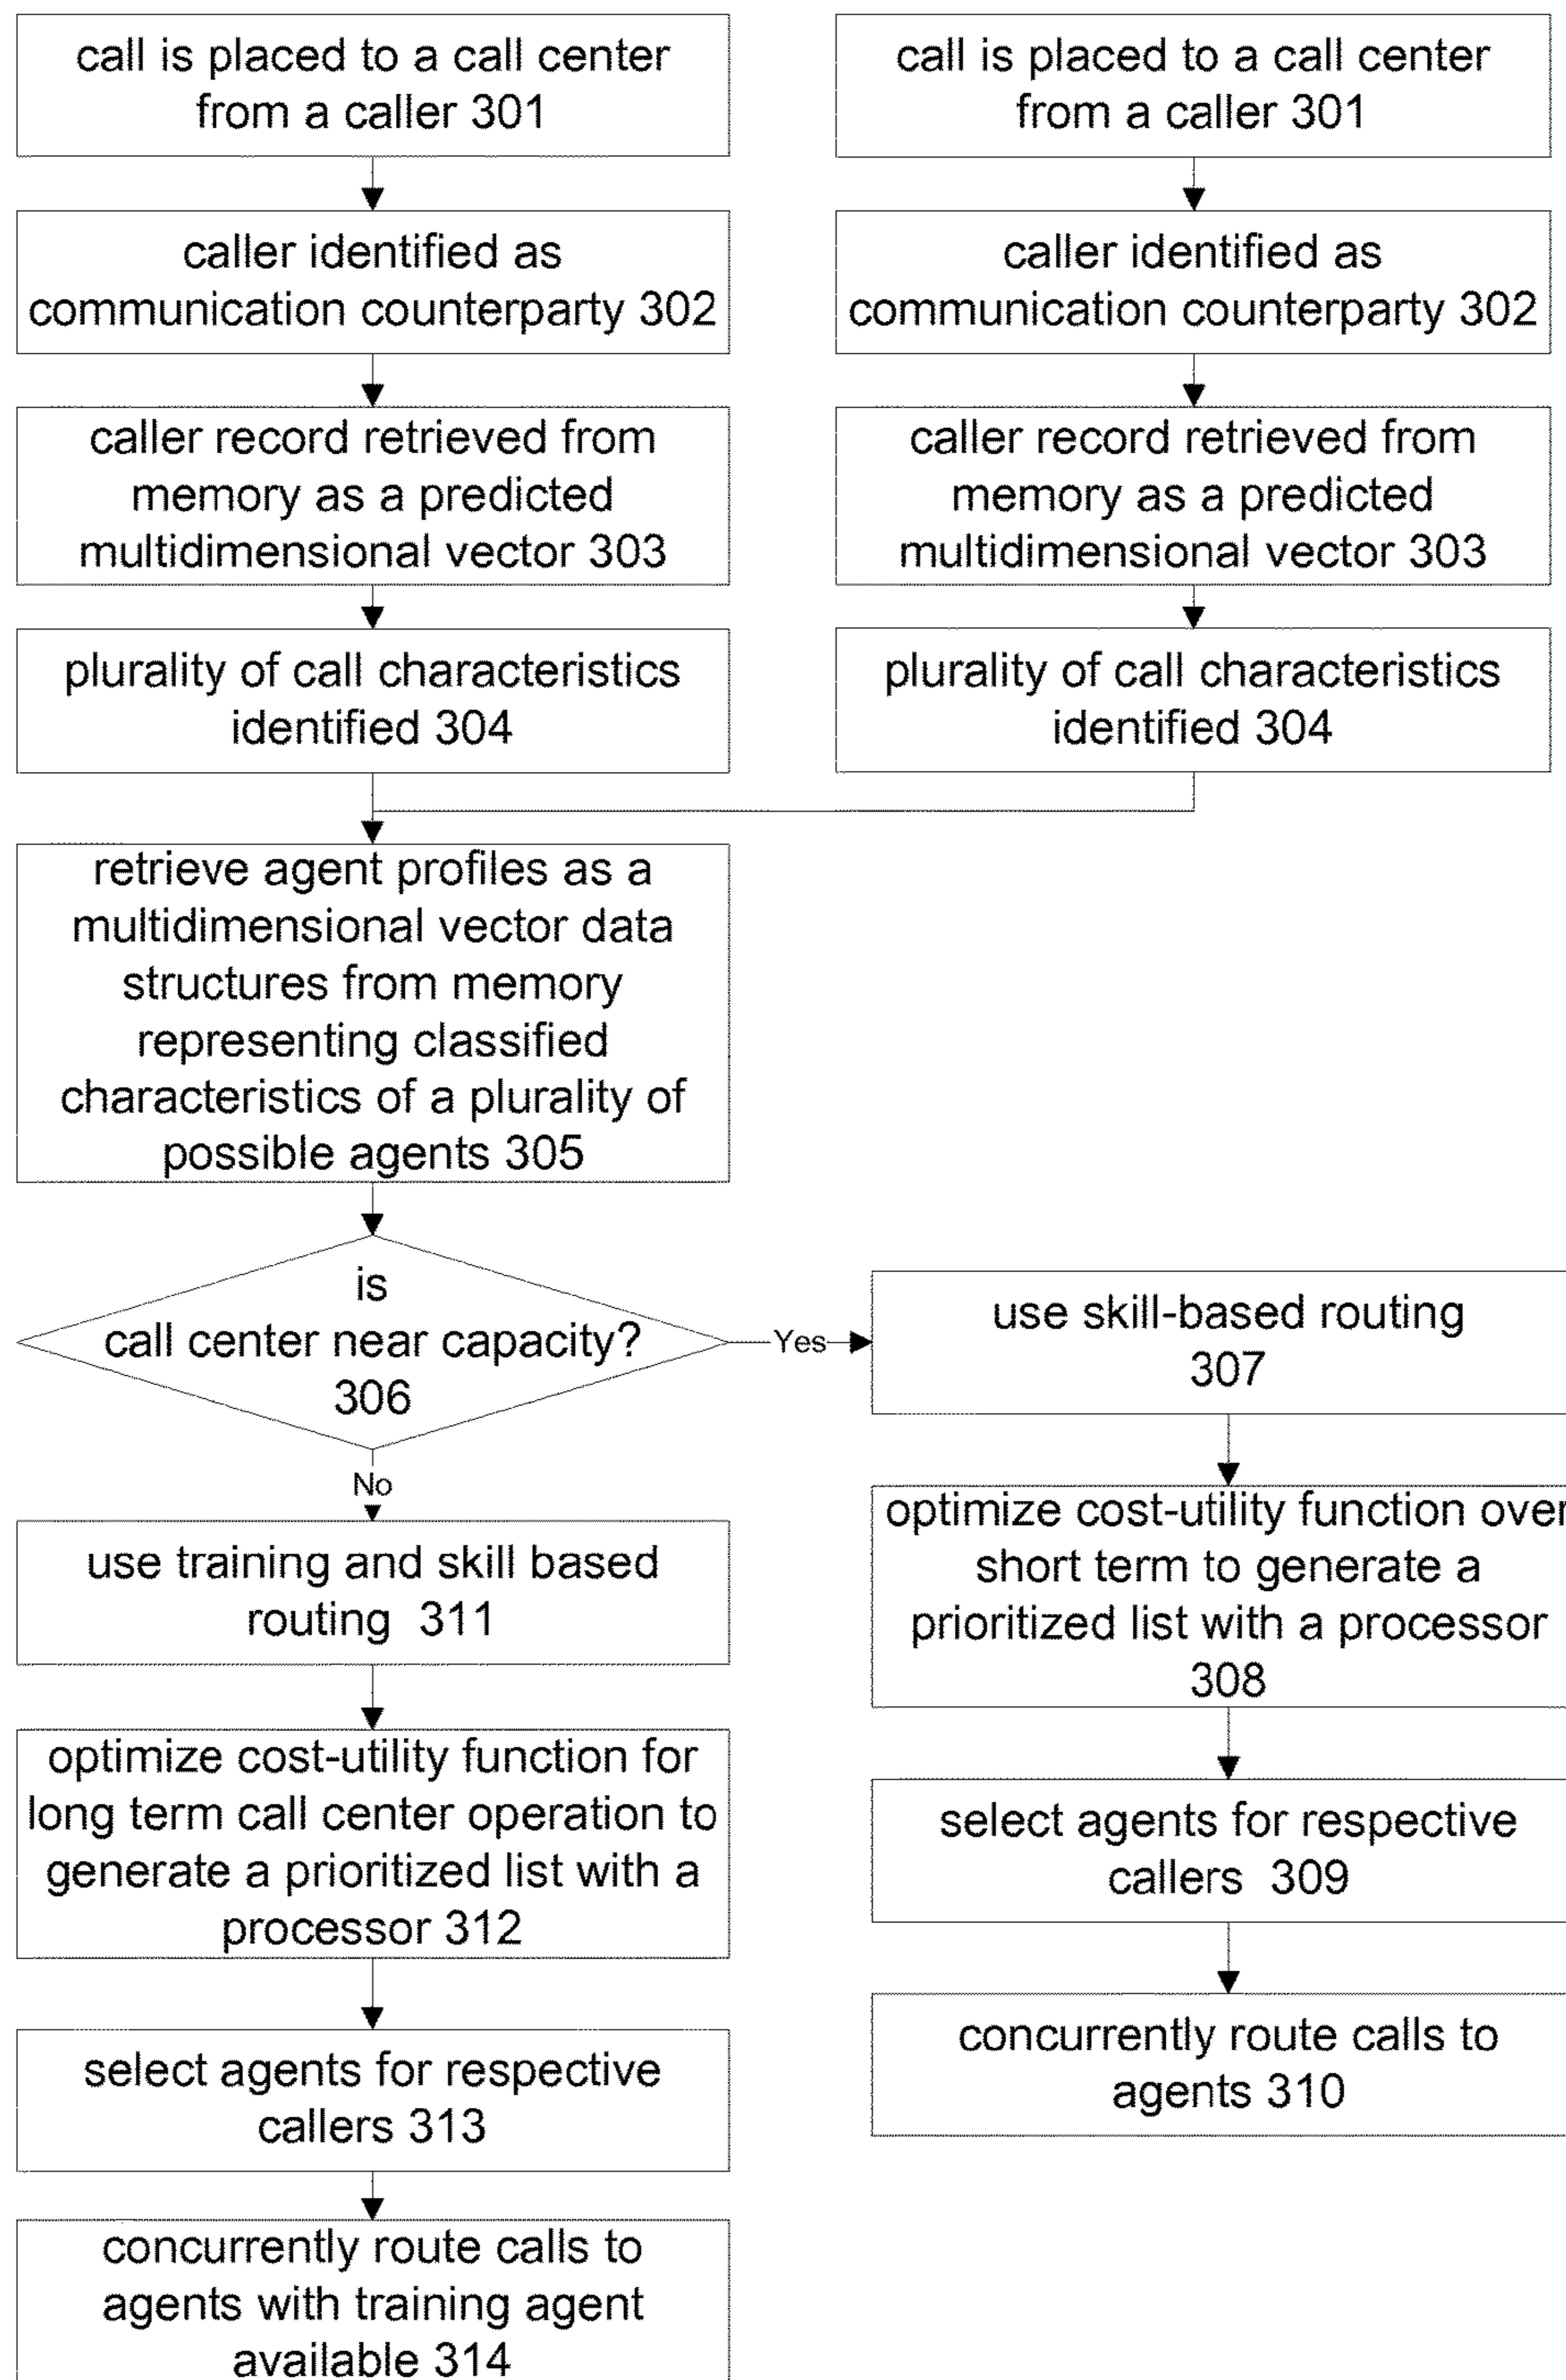 call is placed to a call center
from a caller 301
call is placed to a call center
from a caller 301
caller identified as
communication counterparty 302
caller identified as
communication counterparty 302
caller record retrieved from
memory as a predicted
multidimensional vector 303
caller record retrieved from
memory as a predicted
multidimensional vector 303
plurality of call characteristics
identified 304
plurality of call characteristics
identified 304
retrieve agent profiles as a
multidimensional vector data
structures from memory
representing classified
characteristics of a plurality of
possible agents 305
is
call center near capacity?
306
Yes
use skill-based routing
307
optimize cost-utility function over
short term to generate a
prioritized list with a processor
308
select agents for respective
callers 309
concurrently route calls to
agents 310
No
use training and skill based
routing 311
optimize cost-utility function for
long term call center operation to
generate a prioritized list with a
processor 312
select agents for respective
callers 313
concurrently route calls to
agents with training agent
available 314